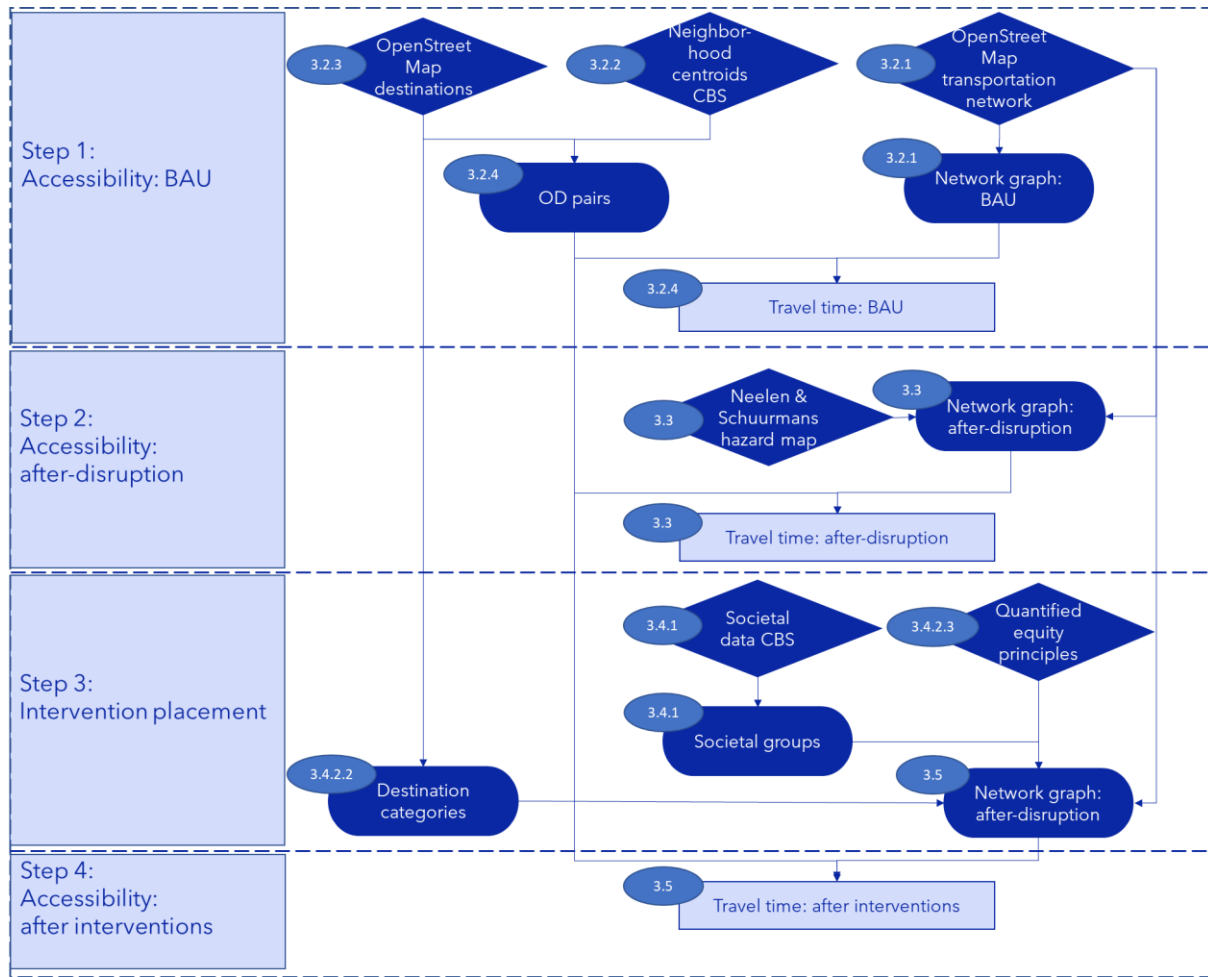 Step 1:
Accessibility: BAU
3.2.3
OpenStreet
Map
destinations
3.2.2
Neighbor-
hood
centroids
CBS
3.2.1
OpenStreet
Map
transportation
network
3.2.4
OD pairs
3.2.1
Network graph:
BAU
3.2.4
Travel time: BAU
Step 2:
Accessibility:
after-disruption
3.3
Neelen &
Schuurmans
hazard map
3.3
Network graph:
after-disruption
3.3
Travel time: after-disruption
Step 3:
Intervention placement
3.4.1
Societal
data CBS
3.4.2.3
Quantified
equity
principles
3.4.1
Societal groups
3.4.2.2
Destination
categories
3.5
Network graph:
after-disruption
Step 4:
Accessibility:
after interventions
3.5
Travel time: after interventions